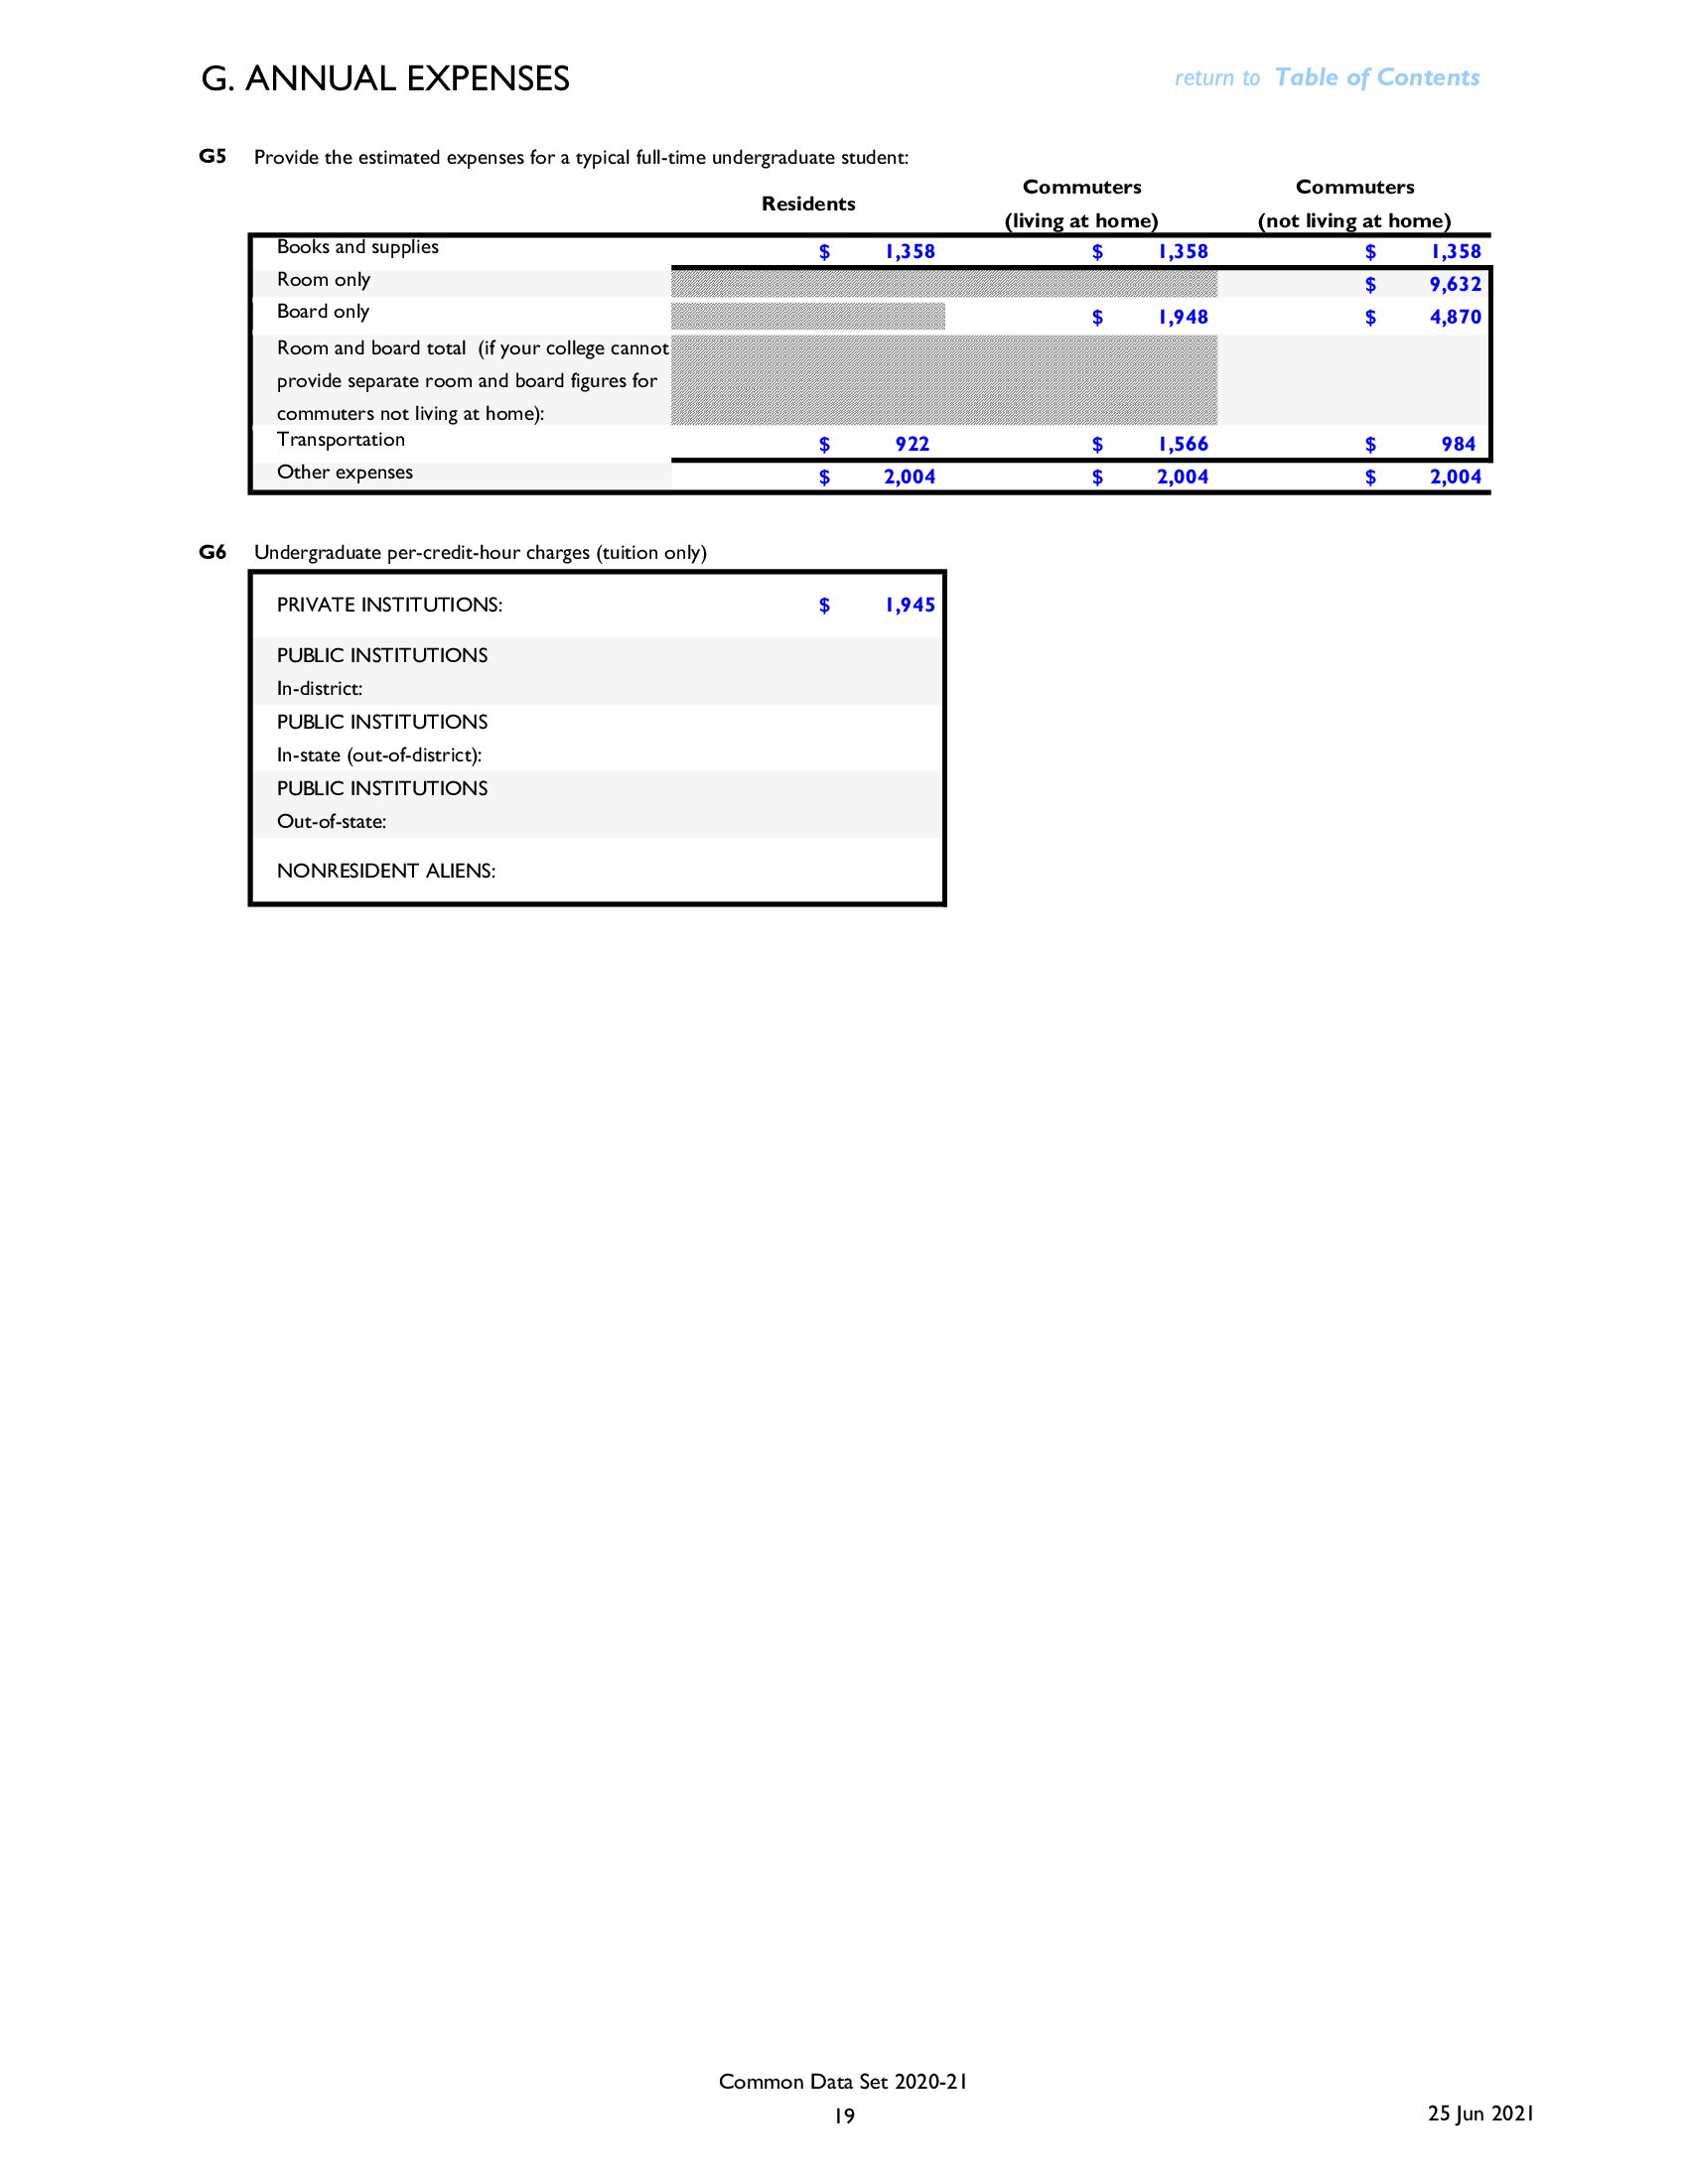 G. ANNUAL EXPENSES return to Table of Contents
G5 Provide the estimated expenses for a typical full-time undergraduate student:
Residents Commuters (living at home) Commuters (not living at home)
Books and supplies $ 1,358 $ 1,358 $ 1,358
Room only $ 9,632
Board only $ 1,948 $ 4,870
Room and board total (if your college cannot
provide separate room and board figures for
commuters not living at home):
Transportation $ 922 $ 1,566 $ 984
Other expenses $ 2,004 $ 2,004 $ 2,004
G6 Undergraduate per-credit-hour charges (tuition only)
PRIVATE INSTITUTIONS: $ 1,945
PUBLIC INSTITUTIONS
In-district:
PUBLIC INSTITUTIONS
In-state (out-of-district):
PUBLIC INSTITUTIONS
Out-of-state:
NONRESIDENT ALIENS:
Common Data Set 2020-21
19 25 Jun 2021